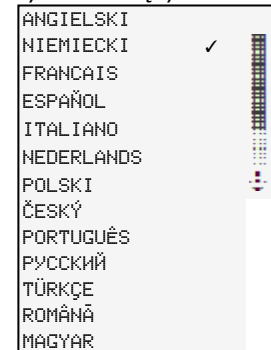 ANGIELSKI
NIEMIECKI ✓
FRANCAIS
ESPAÑOL
ITALIANO
NEDERLANDS
POLSKI
ČESKÝ
PORTUGUÊS
РУССКИЙ
TÜRKÇE
ROMÂNĂ
MAGYAR